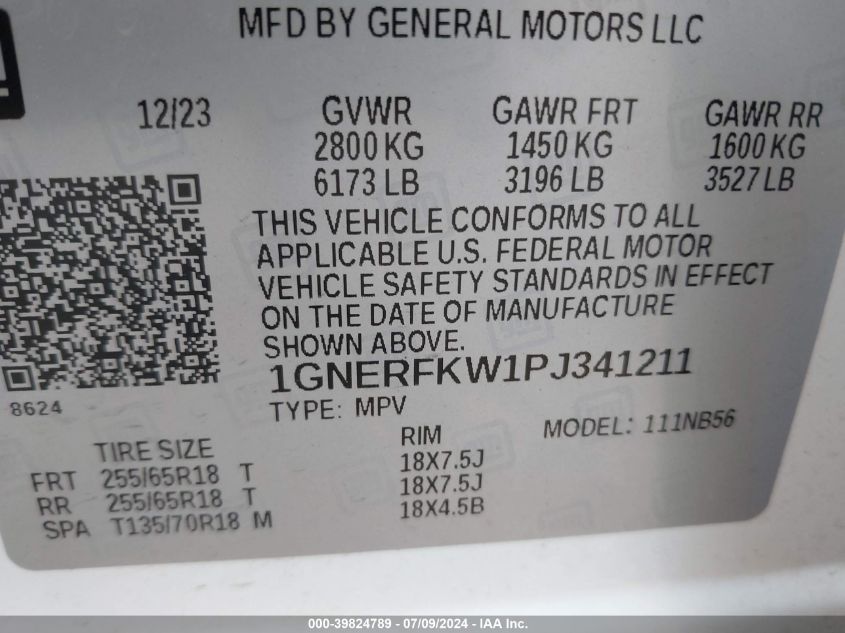 MFD BY GENERAL MOTORS LLC
12/23 GVWR GAWR FRT GAWR RR
2800 KG 1450 KG 1600 KG
6173 LB 3196 LB 3527 LB
THIS VEHICLE CONFORMS TO ALL
APPLICABLE U.S. FEDERAL MOTOR
VEHICLE SAFETY STANDARDS IN EFFECT
ON THE DATE OF MANUFACTURE
SHOWN ABOVE.
1GNERFKW1PJ341211
8624 TYPE: MPV MODEL: 111NB56
TIRE SIZE RIM
FRT 255/65R18 T 18X7.5J
RR 255/65R18 T 18X7.5J
SPA T135/70R18 M 18X4.5B
000-39824789 - 07/09/2024 - IAA Inc.